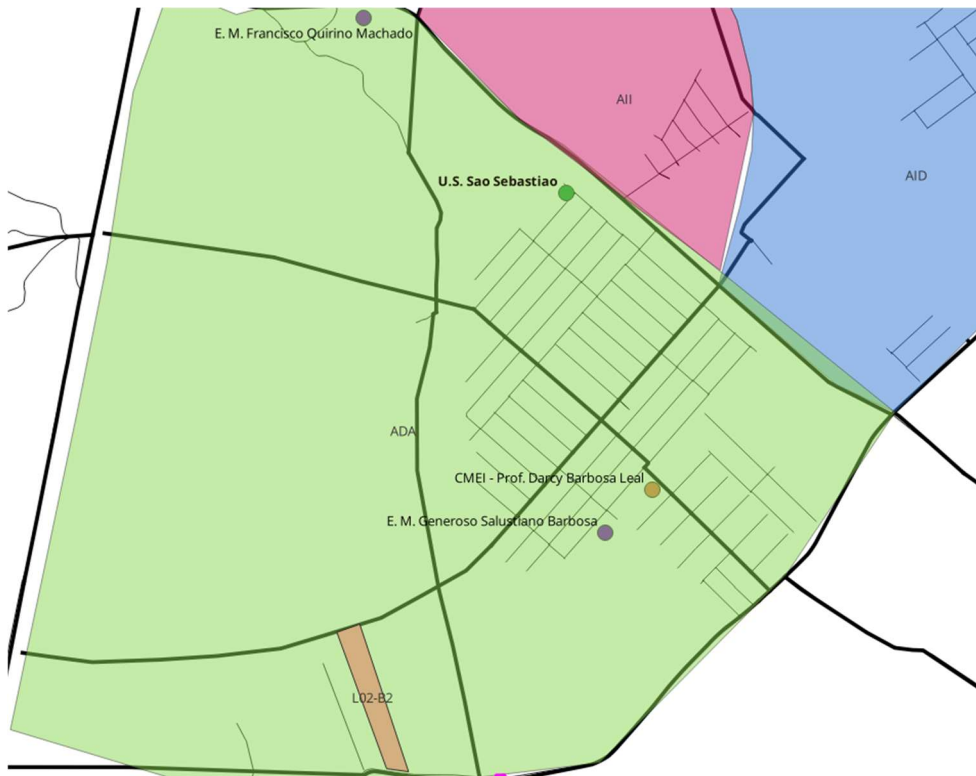 E. M. Francisco Quirino Machado
AII
AID
U.S. Sao Sebastiao
ADA
CMEI - Prof. Darcy Barbosa Leal
E. M. Generoso Salustiano Barbosa
L02-B2